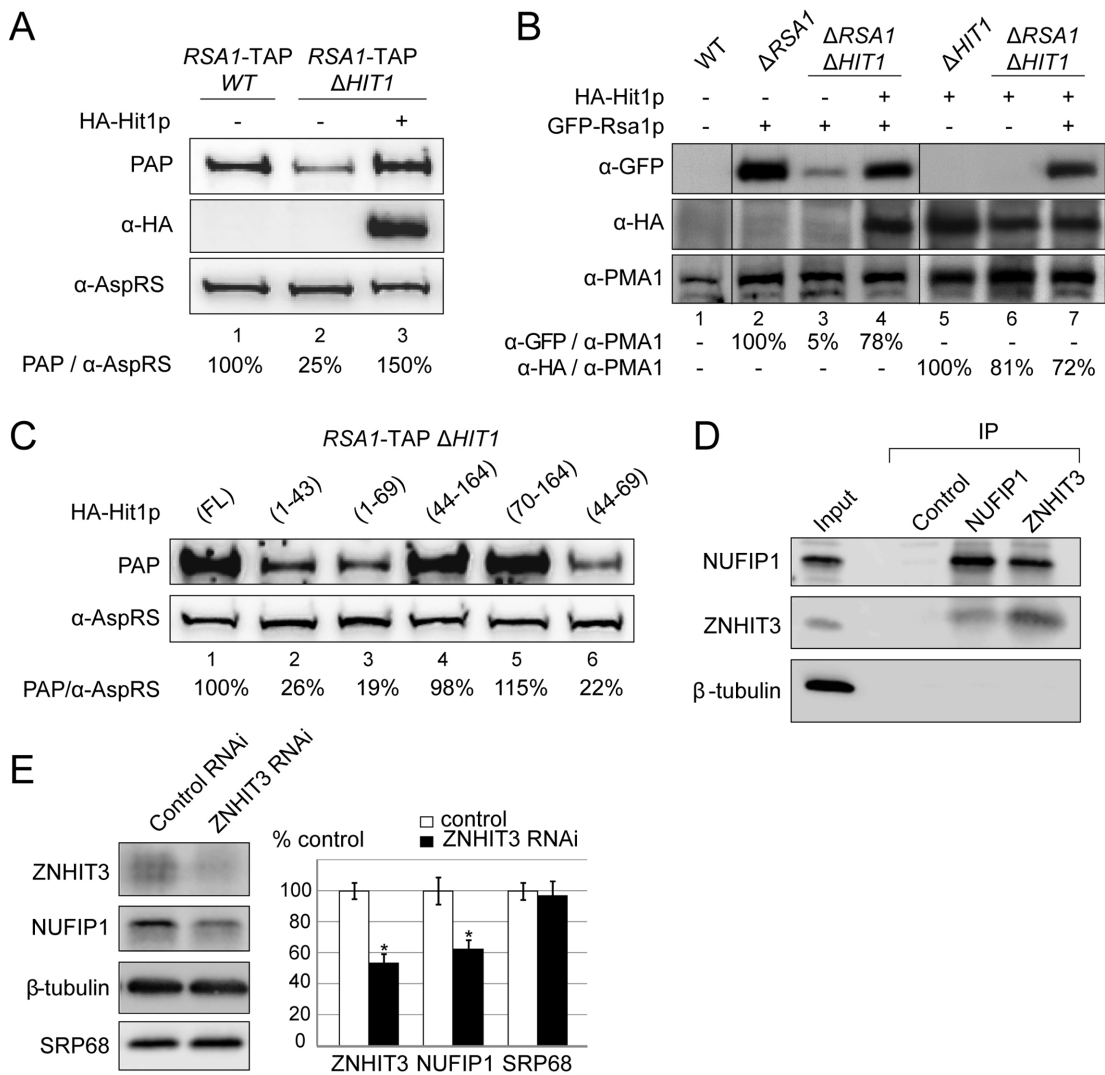 A
RSA1-TAP RSA1-TAP
WT ΔHIT1
HA-Hit1p - - +
PAP
α-HA
α-AspRS
1 2 3
PAP / α-AspRS 100% 25% 150%
B
WT ΔRSA1 ΔRSA1 ΔHIT1 ΔHIT1 ΔRSA1 ΔHIT1
HA-Hit1p - - - + + + +
GFP-Rsa1p - + + + - - +
α-GFP
α-HA
α-PMA1
1 2 3 4 5 6 7
α-GFP / α-PMA1 - 100% 5% 78% - - -
α-HA / α-PMA1 - - - - 100% 81% 72%
C
RSA1-TAP ΔHIT1
HA-Hit1p (FL) (1-43) (1-69) (44-164) (70-164) (44-69)
PAP
α-AspRS
1 2 3 4 5 6
PAP/α-AspRS 100% 26% 19% 98% 115% 22%
D
IP
Input Control NUFIP1 ZNHIT3
NUFIP1
ZNHIT3
β-tubulin
E
Control RNAi ZNHIT3 RNAi
ZNHIT3
NUFIP1
β-tubulin
SRP68
% control
control
ZNHIT3 RNAi
100
80
60
40
20
0
* *
ZNHIT3 NUFIP1 SRP68